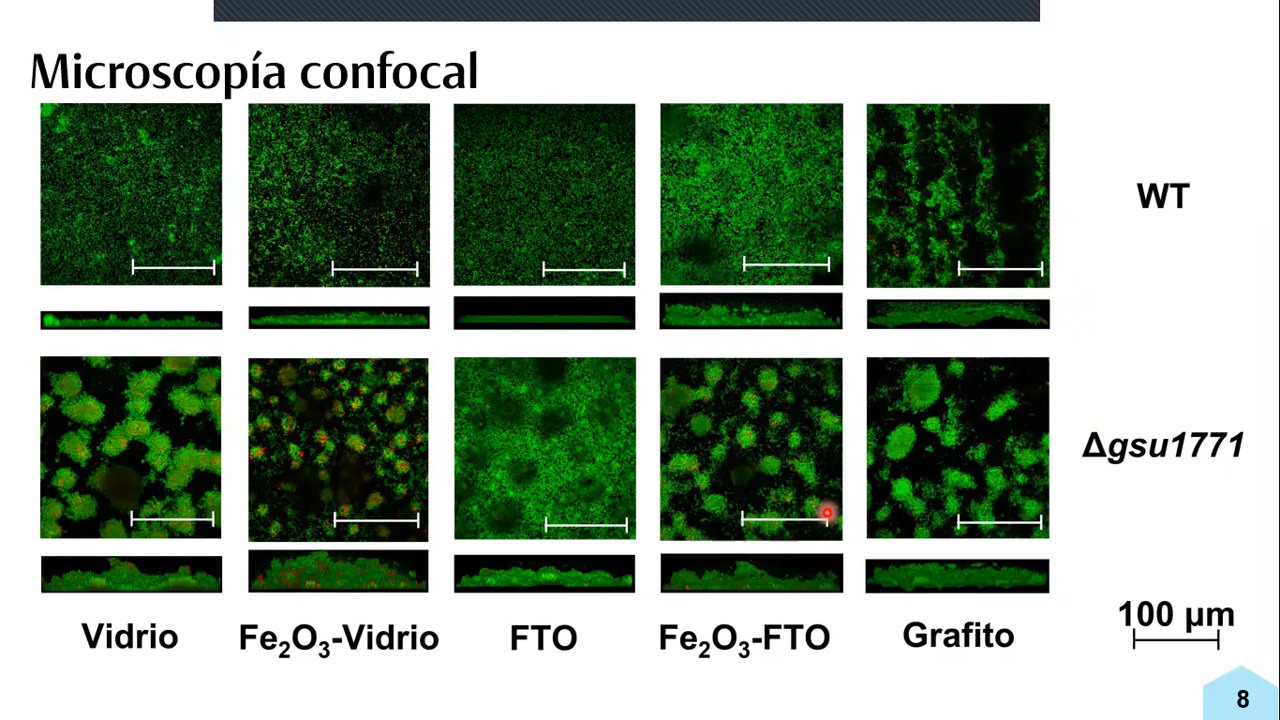 Microscopía confocal
WT
Δgsu1771
100 μm
Vidrio
Fe₂O₃-Vidrio
FTO
Fe₂O₃-FTO
Grafito
8